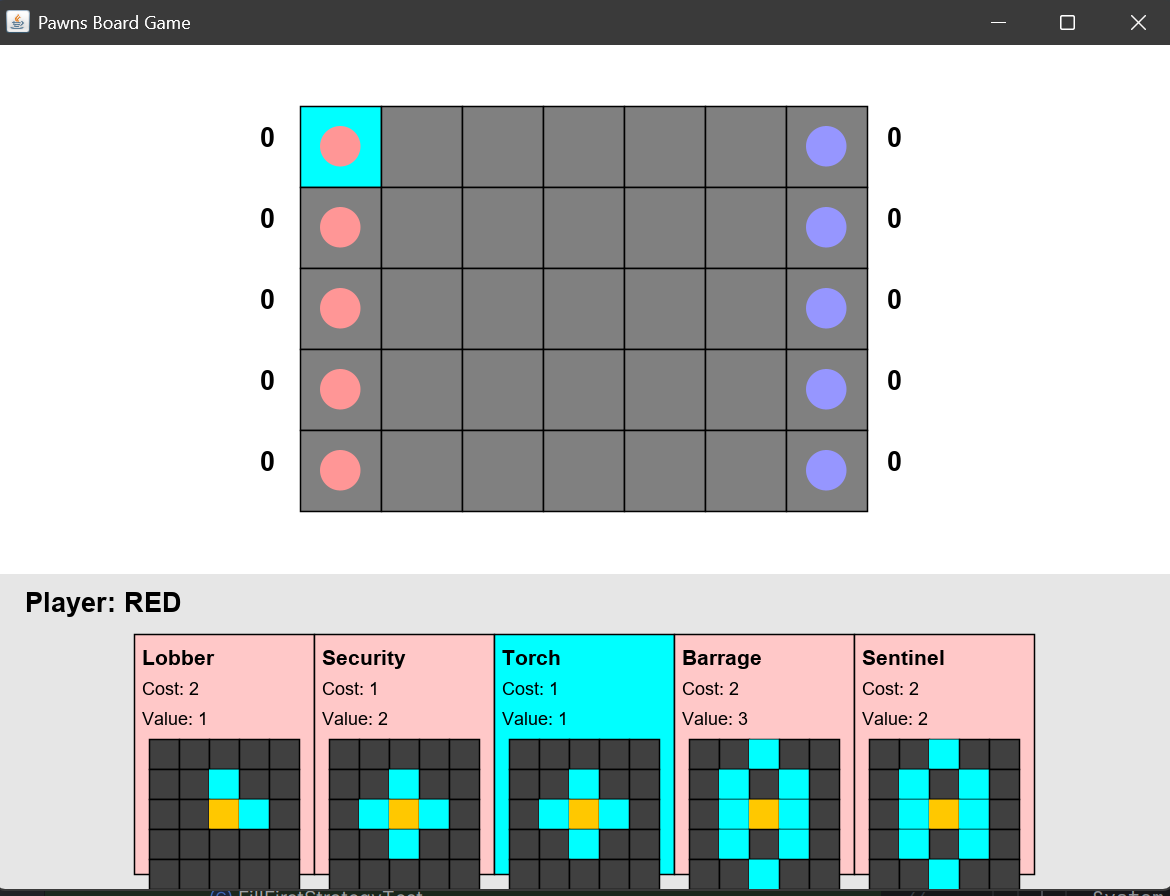 Pawns Board Game
0 0
0 0
0 0
0 0
0 0
Player: RED
Lobber Security Torch Barrage Sentinel
Cost: 2 Cost: 1 Cost: 1 Cost: 2 Cost: 2
Value: 1 Value: 2 Value: 1 Value: 3 Value: 2